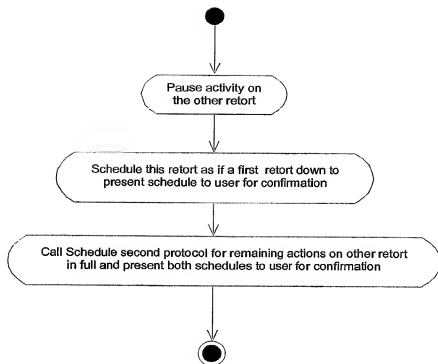 Pause activity on
the other retort
Schedule this retort as if a first retort down to
present schedule to user for confirmation
Call Schedule second protocol for remaining actions on other retort
in full and present both schedules to user for confirmation